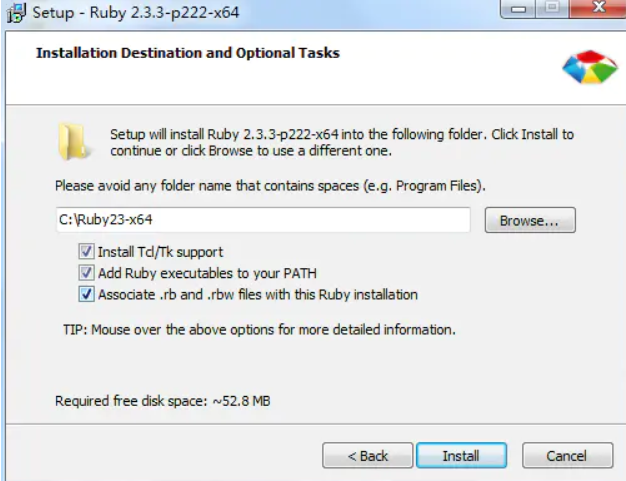 Setup - Ruby 2.3.3-p222-x64
Installation Destination and Optional Tasks
Setup will install Ruby 2.3.3-p222-x64 into the following folder. Click Install to
continue or click Browse to use a different one.
Please avoid any folder name that contains spaces (e.g. Program Files).
C:\Ruby23-x64
Browse...
Install Tcl/Tk support
Add Ruby executables to your PATH
Associate .rb and .rbw files with this Ruby installation
TIP: Mouse over the above options for more detailed information.
Required free disk space: ~52.8 MB
< Back
Install
Cancel